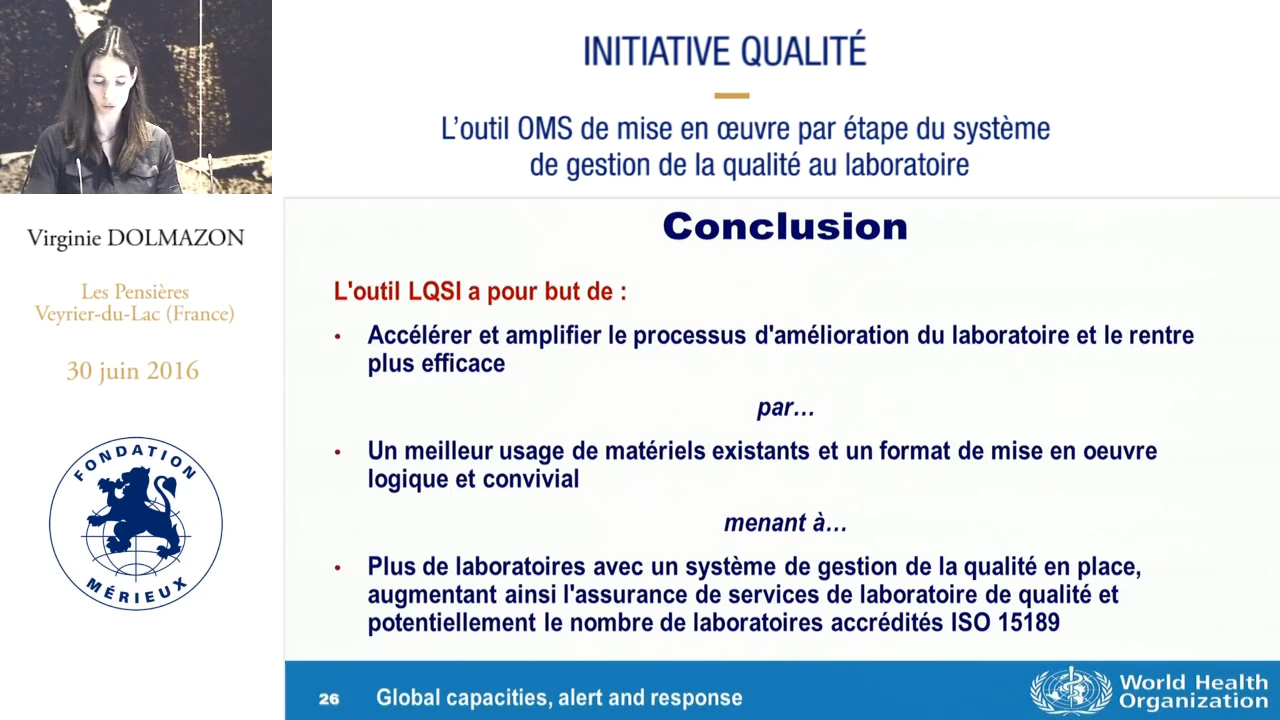 INITIATIVE QUALITÉ
L'outil OMS de mise en œuvre par étape du système
de gestion de la qualité au laboratoire
Virginie DOLMAZON
Les Pensières
Veyrier-du-Lac (France)
30 juin 2016
FONDATION
MÉRIEUX
Conclusion
L'outil LQSI a pour but de :
• Accélérer et amplifier le processus d'amélioration du laboratoire et le rentre
plus efficace
par...
• Un meilleur usage de matériels existants et un format de mise en oeuvre
logique et convivial
menant à...
• Plus de laboratoires avec un système de gestion de la qualité en place,
augmentant ainsi l'assurance de services de laboratoire de qualité et
potentiellement le nombre de laboratoires accrédités ISO 15189
26 Global capacities, alert and response
World Health
Organization